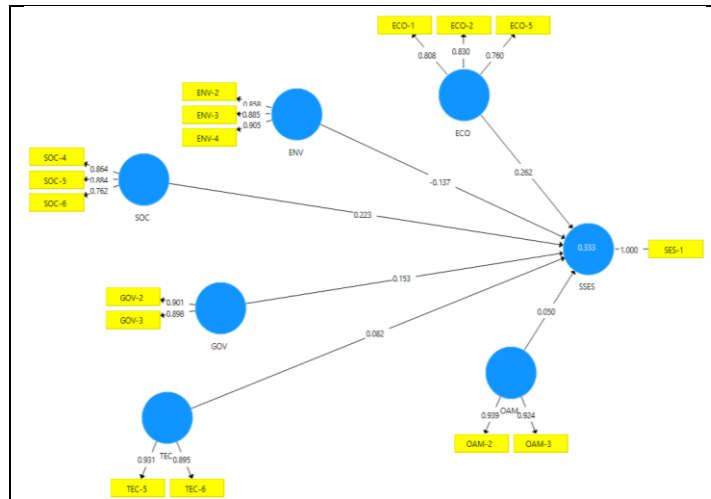 ECO-1 ECO-2 ECO-5
0.808 0.830 0.760
ECO
ENV-2
ENV-3
ENV-4
0.858
0.885
0.905
ENV
SOC-4
SOC-5
SOC-6
0.864
0.884
0.762
SOC
0.262
-0.137
0.223
0.333
1.000
SES-1
SSES
GOV-2
GOV-3
0.901
0.898
GOV
0.153
0.082
0.050
TEC
0.931 0.895
TEC-5 TEC-6
OAM
0.939 0.924
OAM-2 OAM-3